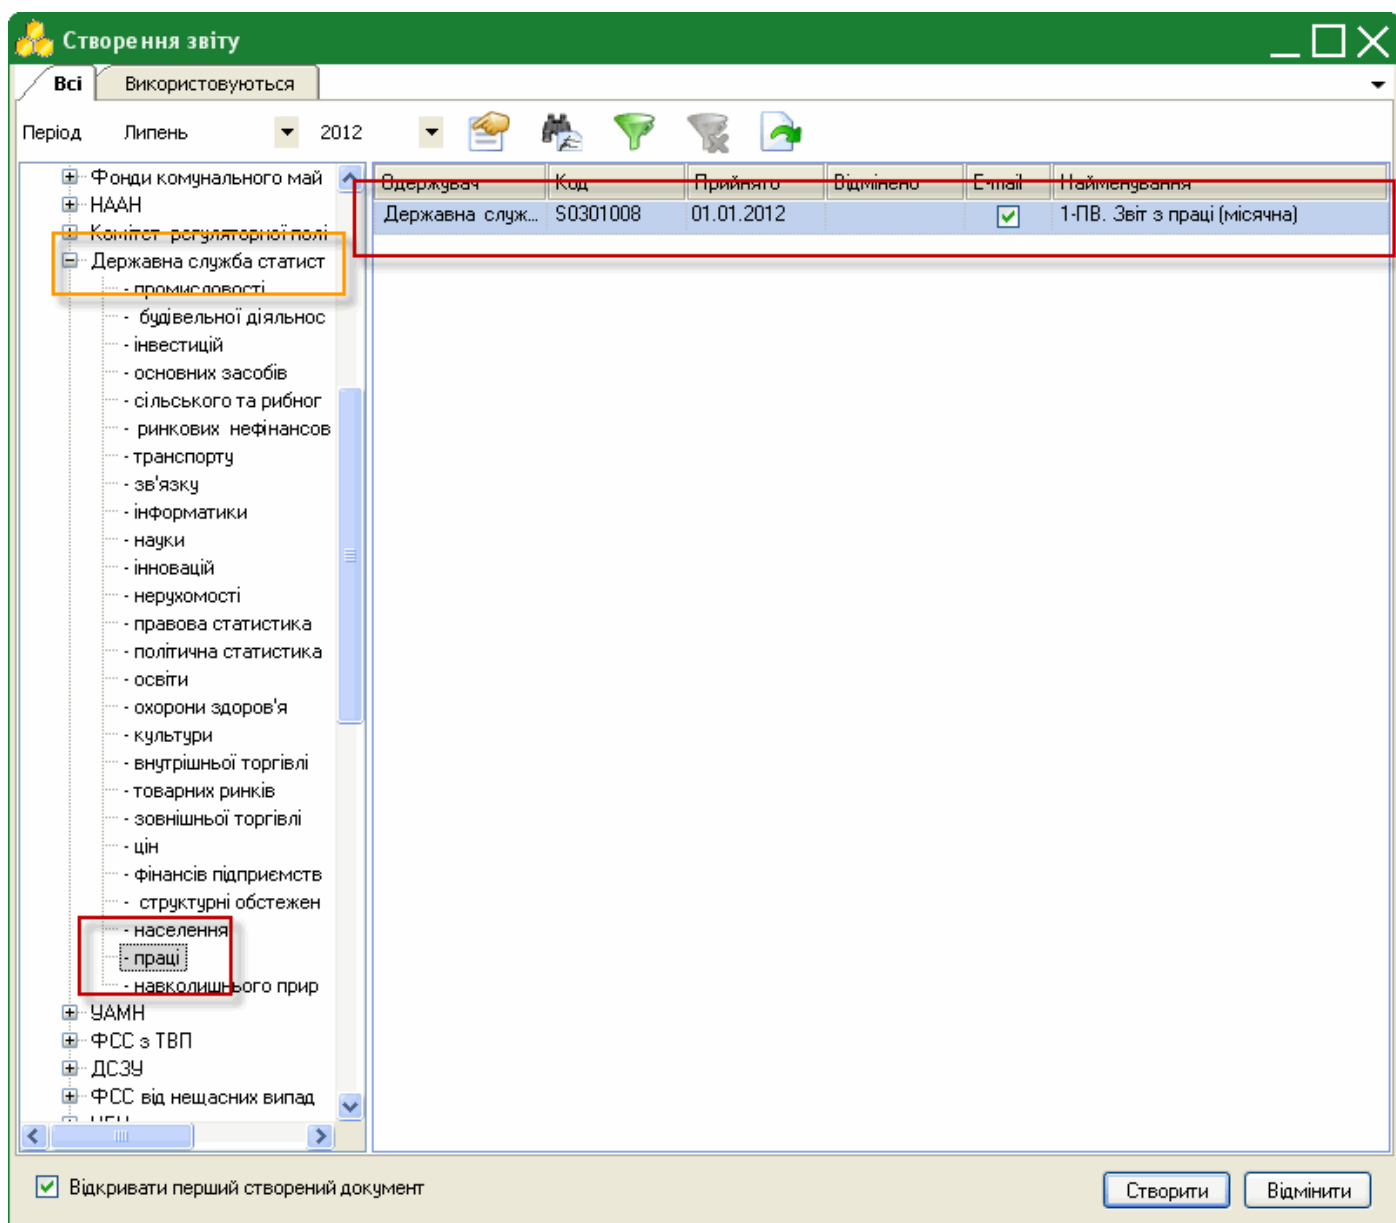 Створення звіту
Всі Використовуються
Період Липень 2012
Фонди комунального май
НААН
Комітет регуляторної полі
Державна служба статист
- промисловості
- будівельної діяльнос
- інвестицій
- основних засобів
- сільського та рибног
- ринкових нефінансов
- транспорту
- зв'язку
- інформатики
- науки
- інновацій
- нерухомості
- правова статистика
- політична статистика
- освіти
- охорони здоров'я
- культури
- внутрішньої торгівлі
- товарних ринків
- зовнішньої торгівлі
- цін
- фінансів підприємств
- структурні обстежен
- населення
- праці
- навколишнього прир
УАМН
ФСС з ТВП
ДСЗУ
ФСС від нещасних випад
Одержувач Код Прийнято Відмінено E-mail Найменування
Державна служ... S0301008 01.01.2012 1-ПВ. Звіт з праці (місячна)
Відкривати перший створений документ
Створити Відмінити